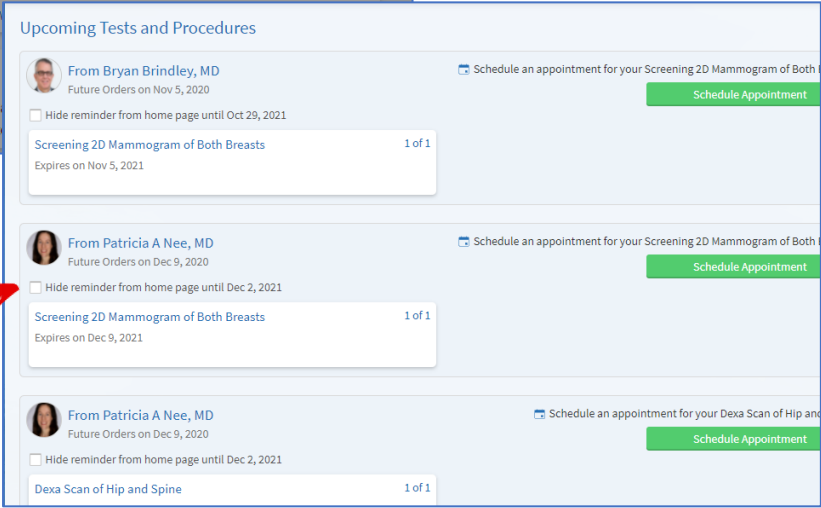 Upcoming Tests and Procedures
From Bryan Brindley, MD
Future Orders on Nov 5, 2020
Schedule an appointment for your Screening 2D Mammogram of Both
Schedule Appointment
Hide reminder from home page until Oct 29, 2021
Screening 2D Mammogram of Both Breasts 1 of 1
Expires on Nov 5, 2021
From Patricia A Nee, MD
Future Orders on Dec 9, 2020
Schedule an appointment for your Screening 2D Mammogram of Both
Schedule Appointment
Hide reminder from home page until Dec 2, 2021
Screening 2D Mammogram of Both Breasts 1 of 1
Expires on Dec 9, 2021
From Patricia A Nee, MD
Future Orders on Dec 9, 2020
Schedule an appointment for your Dexa Scan of Hip and
Schedule Appointment
Hide reminder from home page until Dec 2, 2021
Dexa Scan of Hip and Spine 1 of 1